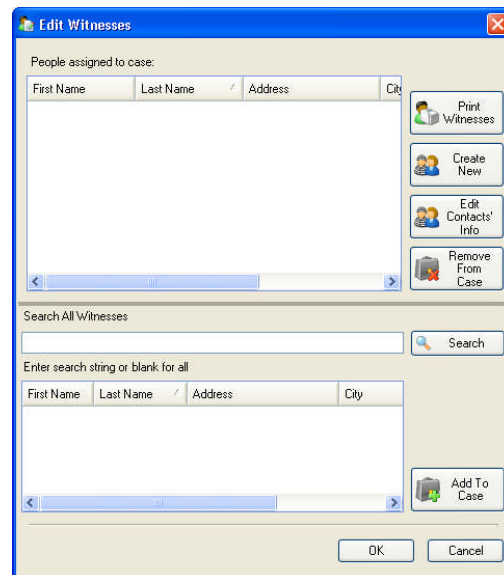 Edit Witnesses
People assigned to case:
First Name Last Name Address City
Print
Witnesses
Create
New
Edit
Contacts'
Info
Remove
From
Case
Search All Witnesses
Search
Enter search string or blank for all
First Name Last Name Address City
Add To
Case
OK Cancel